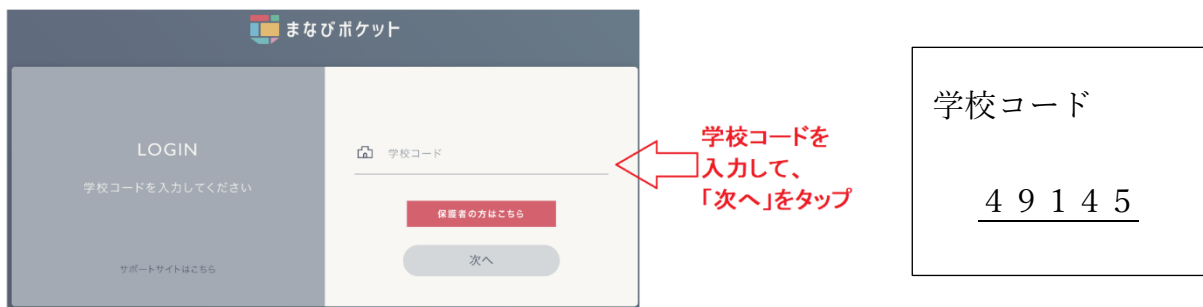 まなびポケット
LOGIN
学校コードを入力してください
サポートサイトはこちら
学校コード
保護者の方はこちら
次へ
学校コードを
入力して、
「次へ」をタップ
学校コード
４９１４５